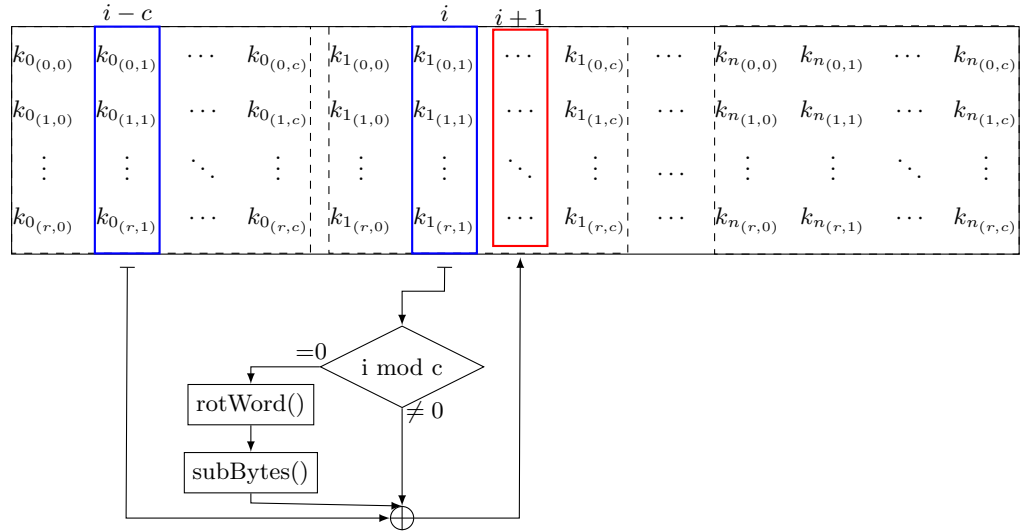 i − c i i + 1
k0(0,0) k0(0,1) ⋯ k0(0,c) k1(0,0) k1(0,1) ⋯ k1(0,c) ⋯ kn(0,0) kn(0,1) ⋯ kn(0,c)
k0(1,0) k0(1,1) ⋯ k0(1,c) k1(1,0) k1(1,1) ⋯ k1(1,c) ⋯ kn(1,0) kn(1,1) ⋯ kn(1,c)
⋮ ⋮ ⋱ ⋮ ⋮ ⋮ ⋱ ⋮ ⋯ ⋮ ⋮ ⋱ ⋮
k0(r,0) k0(r,1) ⋯ k0(r,c) k1(r,0) k1(r,1) ⋯ k1(r,c) ⋯ kn(r,0) kn(r,1) ⋯ kn(r,c)
=0
i mod c
rotWord()
≠ 0
subBytes()